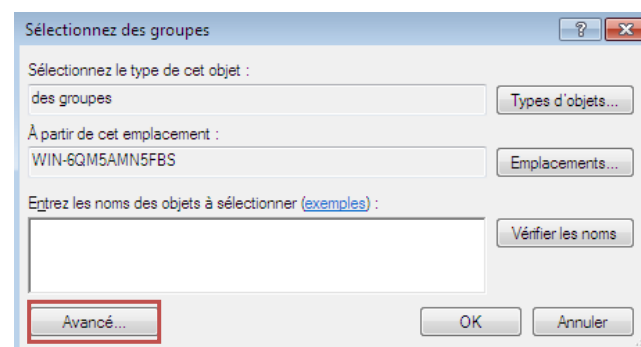 Sélectionnez des groupes
Sélectionnez le type de cet objet :
des groupes
Types d'objets...
À partir de cet emplacement :
WIN-6QM5AMN5FBS
Emplacements...
Entrez les noms des objets à sélectionner (exemples) :
Vérifier les noms
Avancé...
OK
Annuler